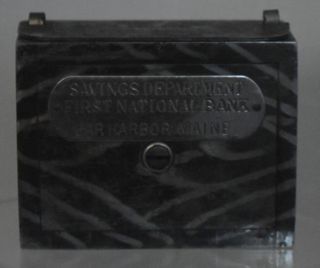 SAVINGS DEPARTMENT
FIRST NATIONAL BANK
BAR HARBOR MAINE